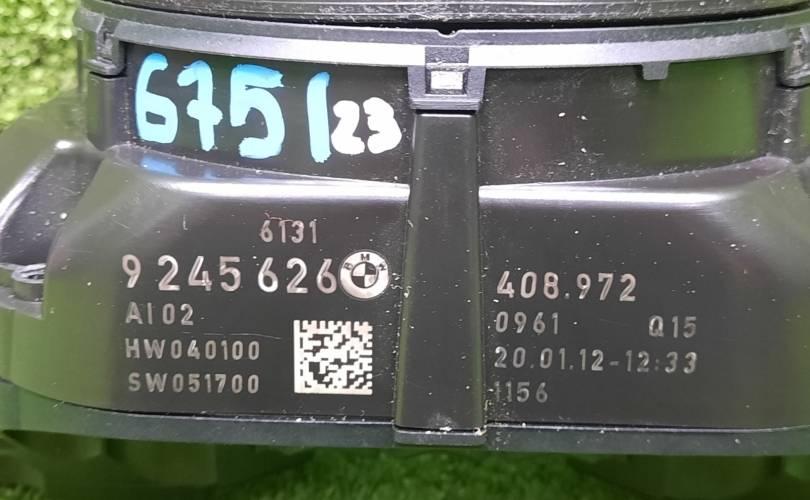 675/23
6131
9 245 626 BMW
AI 02
HW040100
SW051700
408.972
0961 Q15
20.01.12-12:33
1156